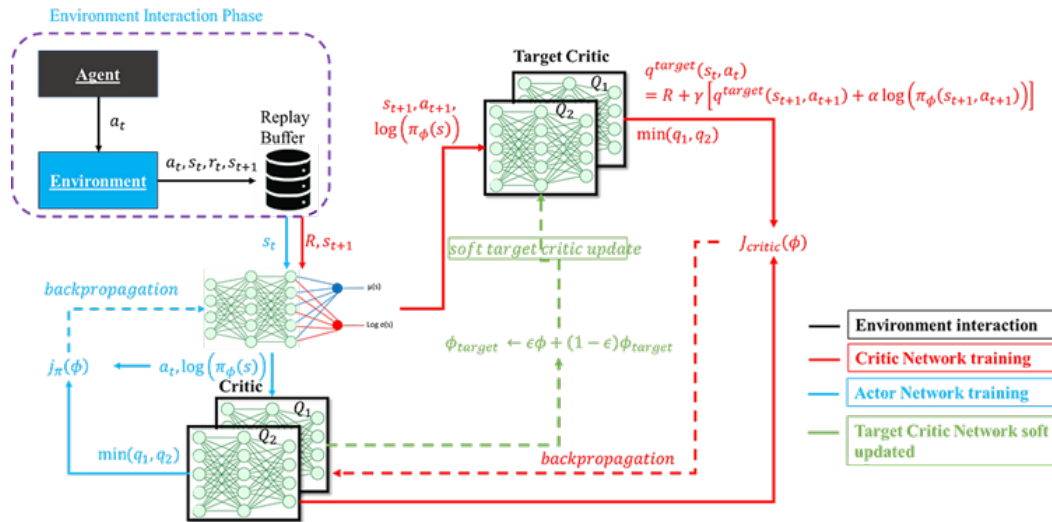 Environment Interaction Phase
Agent
a_t
Environment
a_t, s_t, r_t, s_{t+1}
Replay
Buffer
s_t
R, s_{t+1}
μ(s)
Log σ(s)
backpropagation
j_π(ϕ)
a_t, log(π_ϕ(s))
Critic
Q_1
Q_2
min(q_1, q_2)
s_{t+1}, a_{t+1},
log(π_ϕ(s))
Target Critic
Q_1
Q_2
q^{target}(s_t, a_t)
= R + γ[q^{target}(s_{t+1}, a_{t+1}) + α log(π_ϕ(s_{t+1}, a_{t+1}))]
min(q_1, q_2)
J_{critic}(ϕ)
soft target critic update
ϕ_{target} ← ϵϕ + (1 − ϵ)ϕ_{target}
backpropagation
Environment interaction
Critic Network training
Actor Network training
Target Critic Network soft
updated